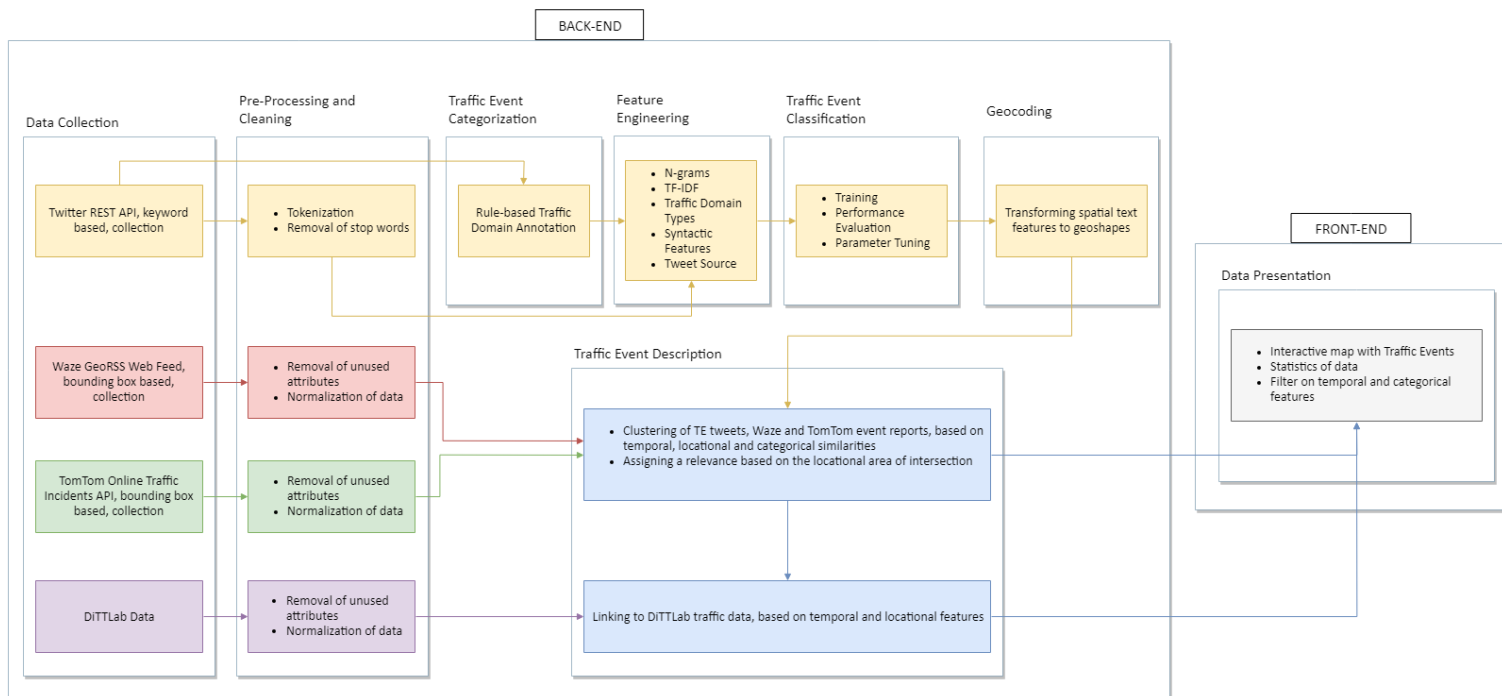 BACK-END
Data Collection
Pre-Processing and
Cleaning
Traffic Event
Categorization
Feature
Engineering
Traffic Event
Classification
Geocoding
Twitter REST API, keyword
based, collection
• Tokenization
• Removal of stop words
Rule-based Traffic
Domain Annotation
• N-grams
• TF-IDF
• Traffic Domain
Types
• Syntactic
Features
• Tweet Source
• Training
• Performance
Evaluation
• Parameter Tuning
Transforming spatial text
features to geoshapes
Waze GeoRSS Web Feed,
bounding box based,
collection
• Removal of unused
attributes
• Normalization of data
TomTom Online Traffic
Incidents API, bounding box
based, collection
• Removal of unused
attributes
• Normalization of data
DiTTLab Data
• Removal of unused
attributes
• Normalization of data
Traffic Event Description
• Clustering of TE tweets, Waze and TomTom event reports, based on
temporal, locational and categorical similarities
• Assigning a relevance based on the locational area of intersection
Linking to DiTTLab traffic data, based on temporal and locational features
FRONT-END
Data Presentation
• Interactive map with Traffic Events
• Statistics of data
• Filter on temporal and categorical
features